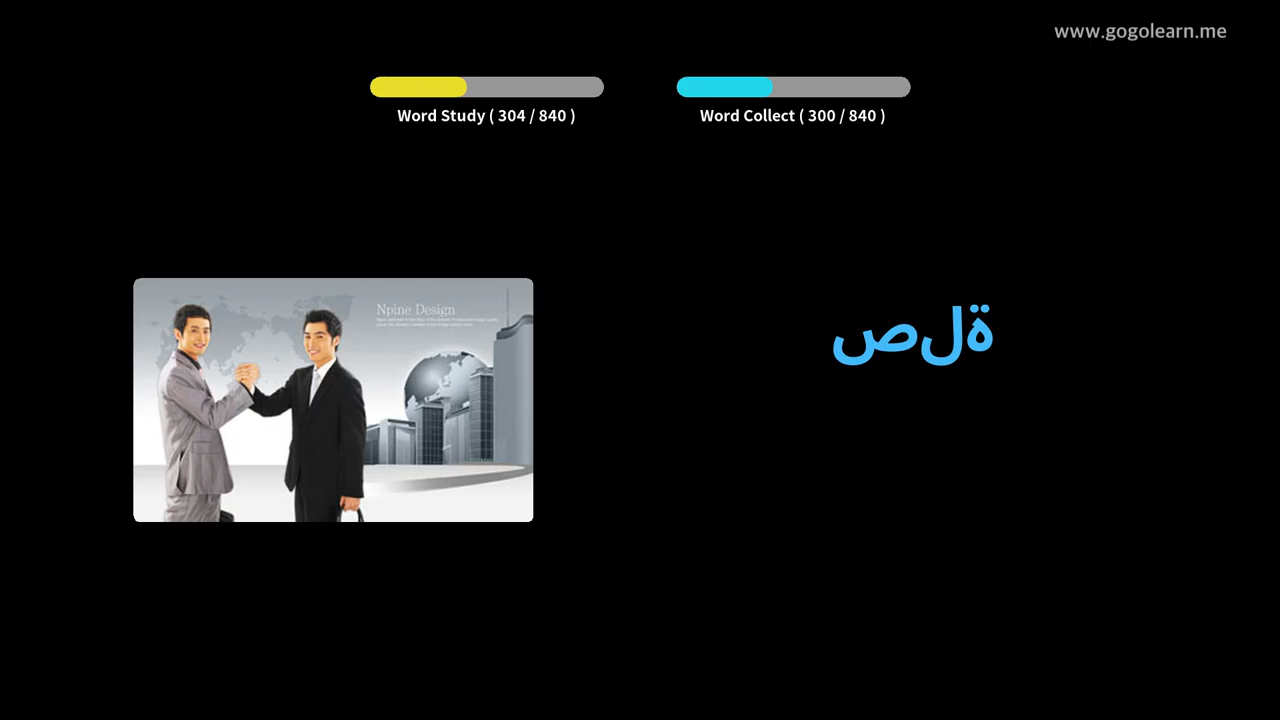 www.gogolearn.me
Word Study ( 304 / 840 )
Word Collect ( 300 / 840 )
Npine Design
صلة